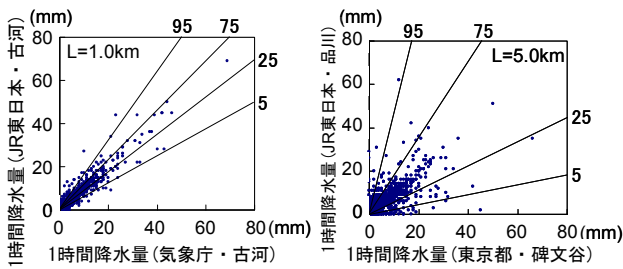 (mm)
80
60
40
20
0
0 20 40 60 80 (mm)
L=1.0km
95
75
25
5
1時間降水量(JR東日本・古河)
1時間降水量(気象庁・古河)
(mm)
80
60
40
20
0
0 20 40 60 80 (mm)
L=5.0km
95
75
25
5
1時間降水量(JR東日本・品川)
1時間降水量(東京都・碑文谷)